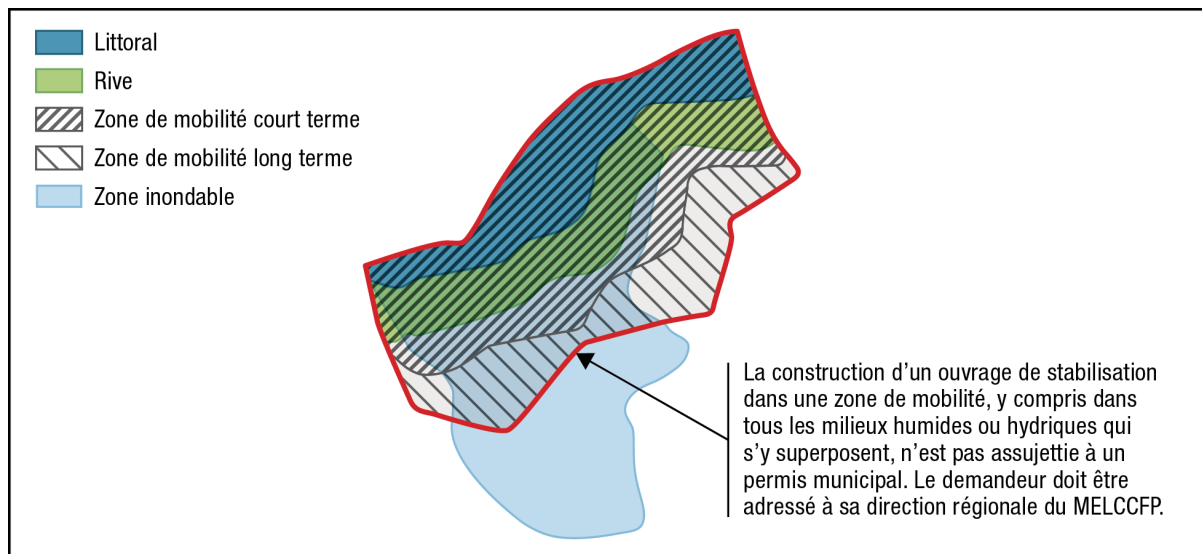 Littoral
Rive
Zone de mobilité court terme
Zone de mobilité long terme
Zone inondable
La construction d’un ouvrage de stabilisation
dans une zone de mobilité, y compris dans
tous les milieux humides ou hydriques qui
s’y superposent, n’est pas assujettie à un
permis municipal. Le demandeur doit être
adressé à sa direction régionale du MELCCFP.